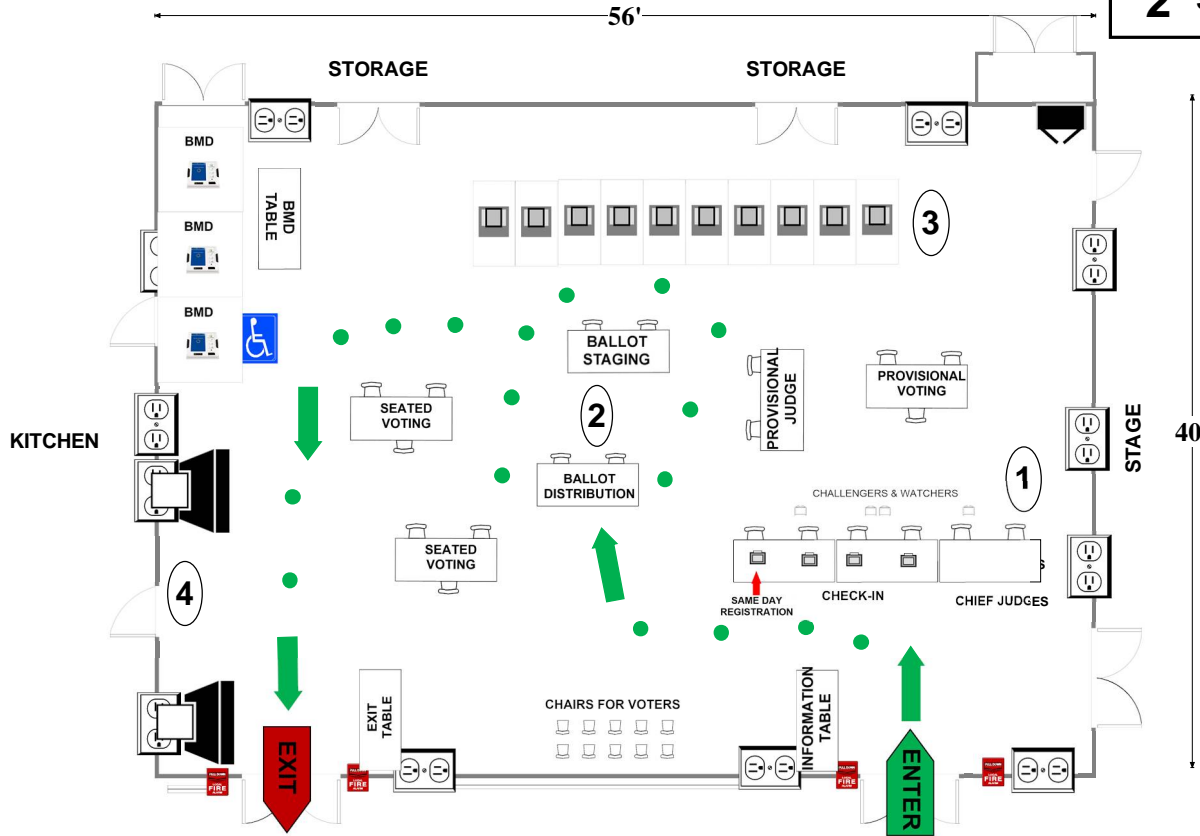 56'
2
STORAGE
STORAGE
BMD
BMD
BMD
BMD
TABLE
3
BALLOT
STAGING
PROVISIONAL
JUDGE
PROVISIONAL
VOTING
SEATED
VOTING
2
KITCHEN
STAGE
40
BALLOT
DISTRIBUTION
1
CHALLENGERS & WATCHERS
SEATED
VOTING
4
SAME DAY
REGISTRATION
CHECK-IN
CHIEF JUDGES
S
EXIT
TABLE
CHAIRS FOR VOTERS
INFORMATION
TABLE
EXIT
ENTER
FIRE
FIRE
FIRE
FIRE